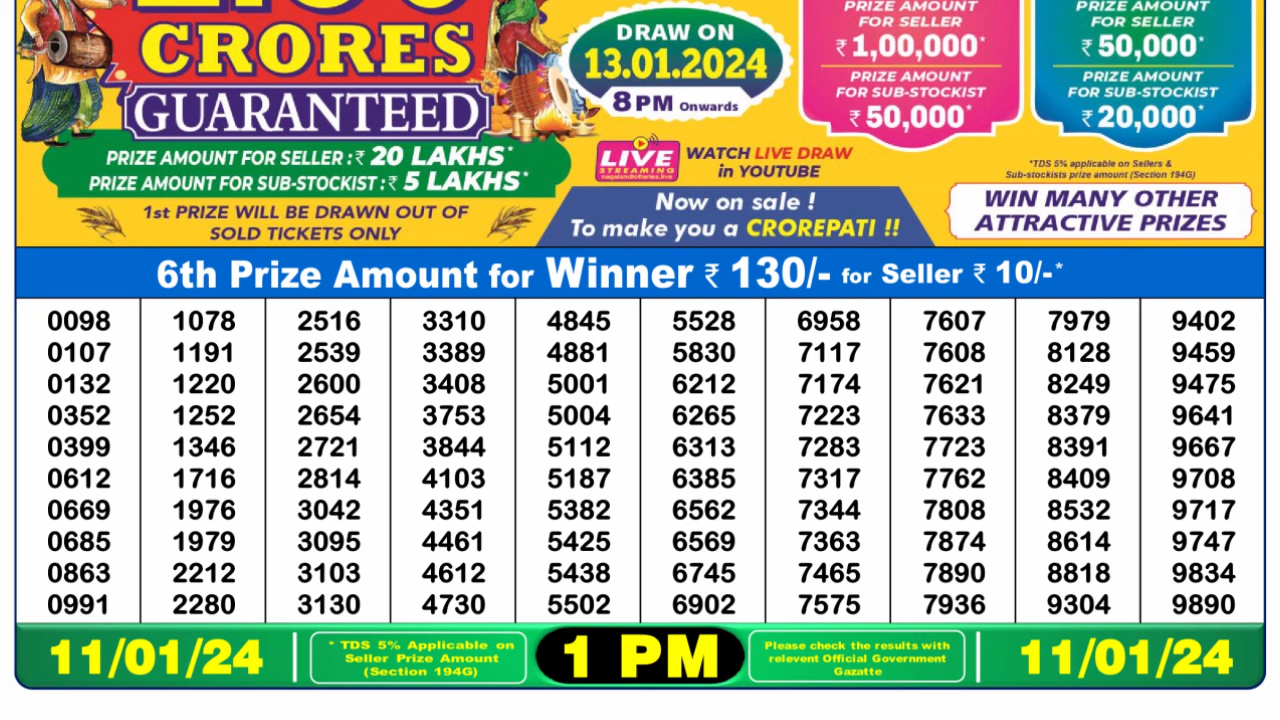 CRORES
GUARANTEED
PRIZE AMOUNT FOR SELLER : ₹ 20 LAKHS*
PRIZE AMOUNT FOR SUB-STOCKIST : ₹ 5 LAKHS*
1st PRIZE WILL BE DRAWN OUT OF
SOLD TICKETS ONLY
DRAW ON
13.01.2024
8 PM Onwards
LIVE
STREAMING
nagalandlotteries.live
WATCH LIVE DRAW
in YOUTUBE
Now on sale !
To make you a CROREPATI !!
PRIZE AMOUNT
FOR SELLER
₹ 1,00,000*
PRIZE AMOUNT
FOR SUB-STOCKIST
₹ 50,000*
PRIZE AMOUNT
FOR SELLER
₹ 50,000*
PRIZE AMOUNT
FOR SUB-STOCKIST
₹ 20,000*
*TDS 5% applicable on Sellers &
Sub-stockists prize amount (Section 194G)
WIN MANY OTHER
ATTRACTIVE PRIZES
6th Prize Amount for Winner ₹ 130/- for Seller ₹ 10/-*
0098 1078 2516 3310 4845 5528 6958 7607 7979 9402
0107 1191 2539 3389 4881 5830 7117 7608 8128 9459
0132 1220 2600 3408 5001 6212 7174 7621 8249 9475
0352 1252 2654 3753 5004 6265 7223 7633 8379 9641
0399 1346 2721 3844 5112 6313 7283 7723 8391 9667
0612 1716 2814 4103 5187 6385 7317 7762 8409 9708
0669 1976 3042 4351 5382 6562 7344 7808 8532 9717
0685 1979 3095 4461 5425 6569 7363 7874 8614 9747
0863 2212 3103 4612 5438 6745 7465 7890 8818 9834
0991 2280 3130 4730 5502 6902 7575 7936 9304 9890
11/01/24
* TDS 5% Applicable on
Seller Prize Amount
(Section 194G)
1 PM
Please check the results with
relevent Official Government
Gazatte
11/01/24